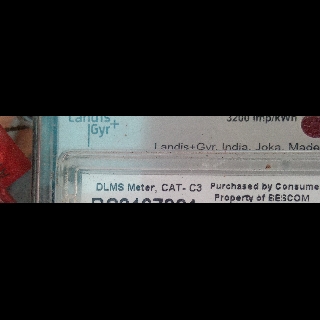 Landis
Gyr+
3200 imp/kWh
Landis+Gyr, India, Joka, Made
DLMS Meter, CAT- C3
Purchased by Consume
Property of BESCOM